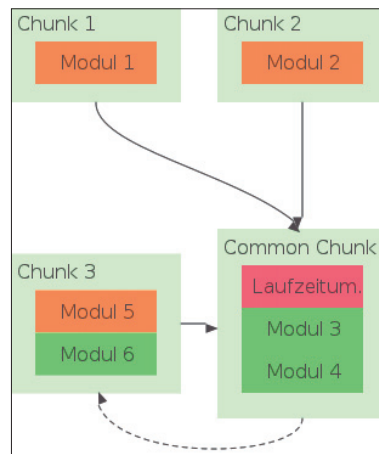 Chunk 1
Modul 1
Chunk 2
Modul 2
Chunk 3
Modul 5
Modul 6
Common Chunk
Laufzeitum.
Modul 3
Modul 4